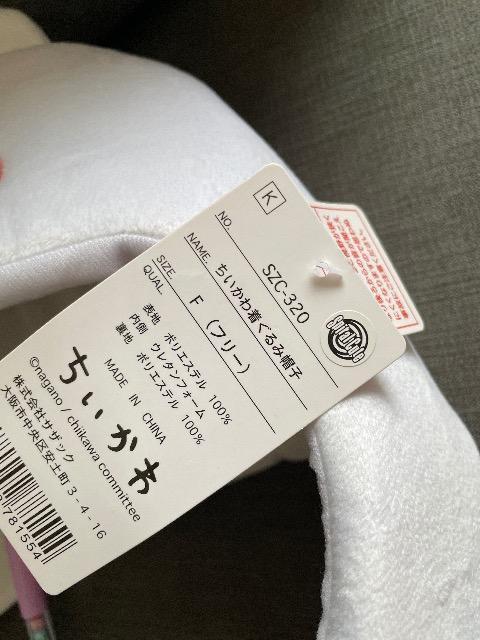 K
NO. SZC-320
NAME. ちいかわ着ぐるみ帽子
SIZE. F （フリー）
QUAL. 表地 ポリエステル 100%
内側 ウレタンフォーム
裏地 ポリエステル 100%
MADE IN CHINA
ちいかわ
©nagano / chiikawa committee
株式会社サザック
大阪市中央区安土町3-4-16
781554